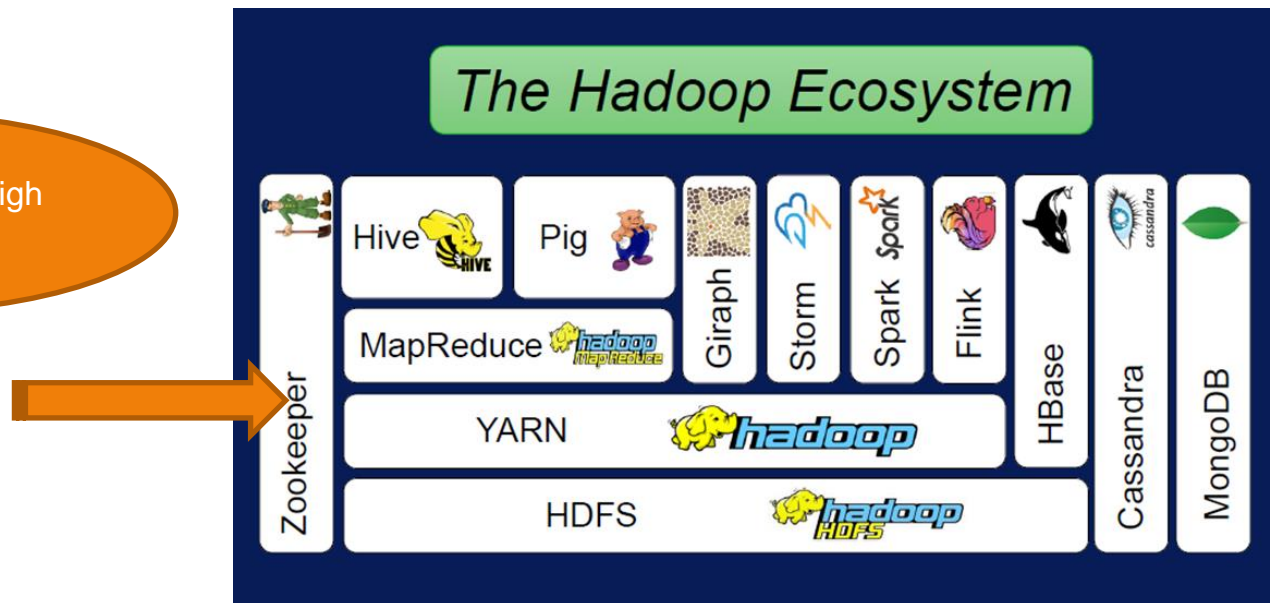 The Hadoop Ecosystem
igh
Zookeeper
Hive
HIVE
Pig
Giraph
Storm
Spark
Spark
Flink
HBase
cassandra
Cassandra
MongoDB
MapReduce
hadoop
Map Reduce
YARN
hadoop
HDFS
hadoop
HDFS